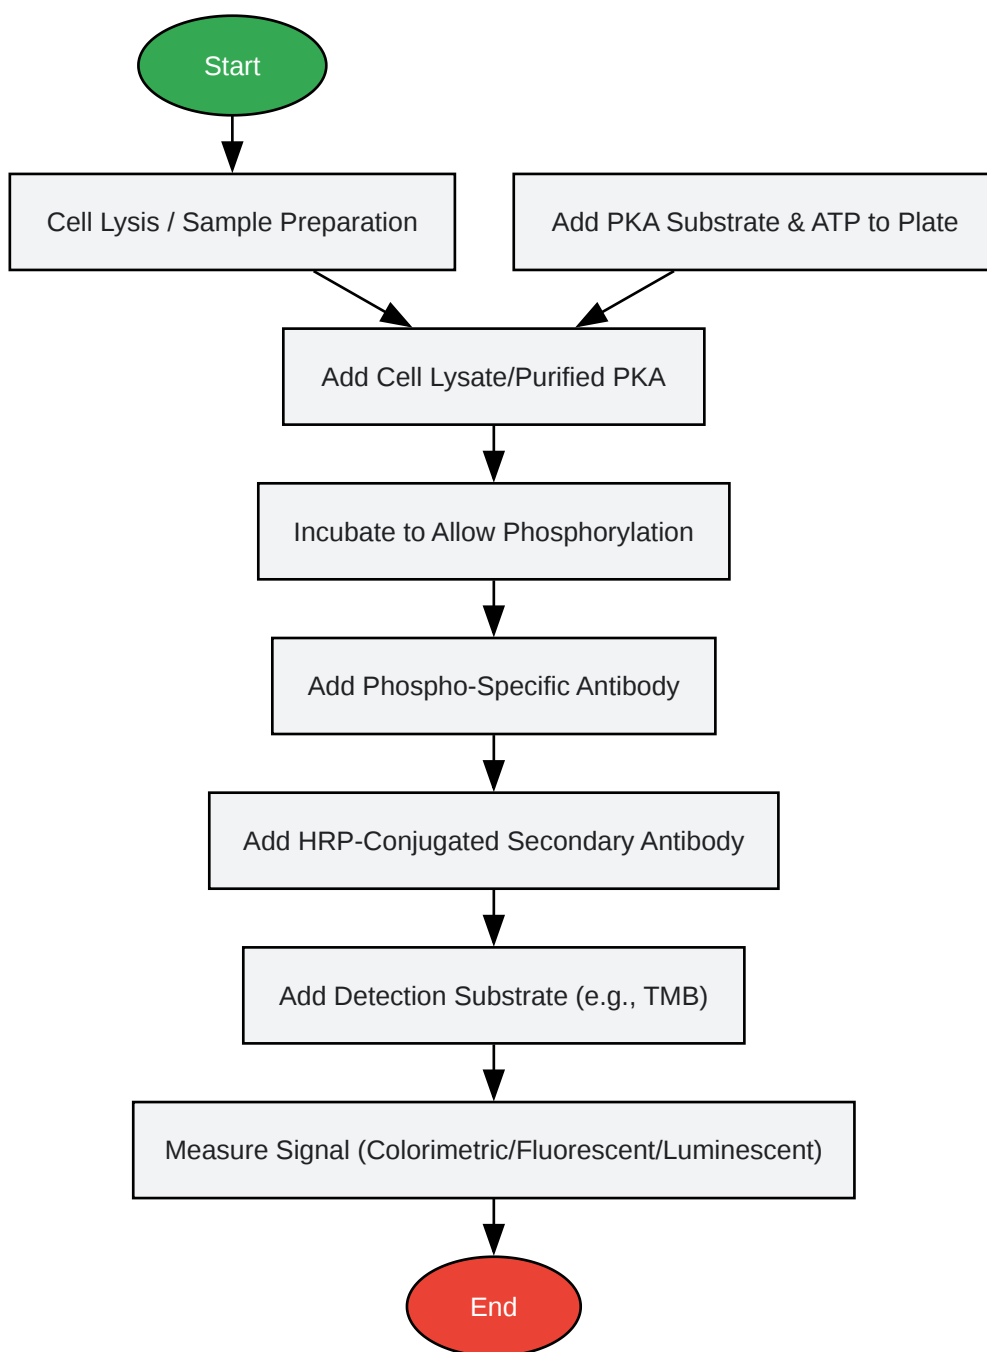 Start
Cell Lysis / Sample Preparation
Add PKA Substrate & ATP to Plate
Add Cell Lysate/Purified PKA
Incubate to Allow Phosphorylation
Add Phospho-Specific Antibody
Add HRP-Conjugated Secondary Antibody
Add Detection Substrate (e.g., TMB)
Measure Signal (Colorimetric/Fluorescent/Luminescent)
End